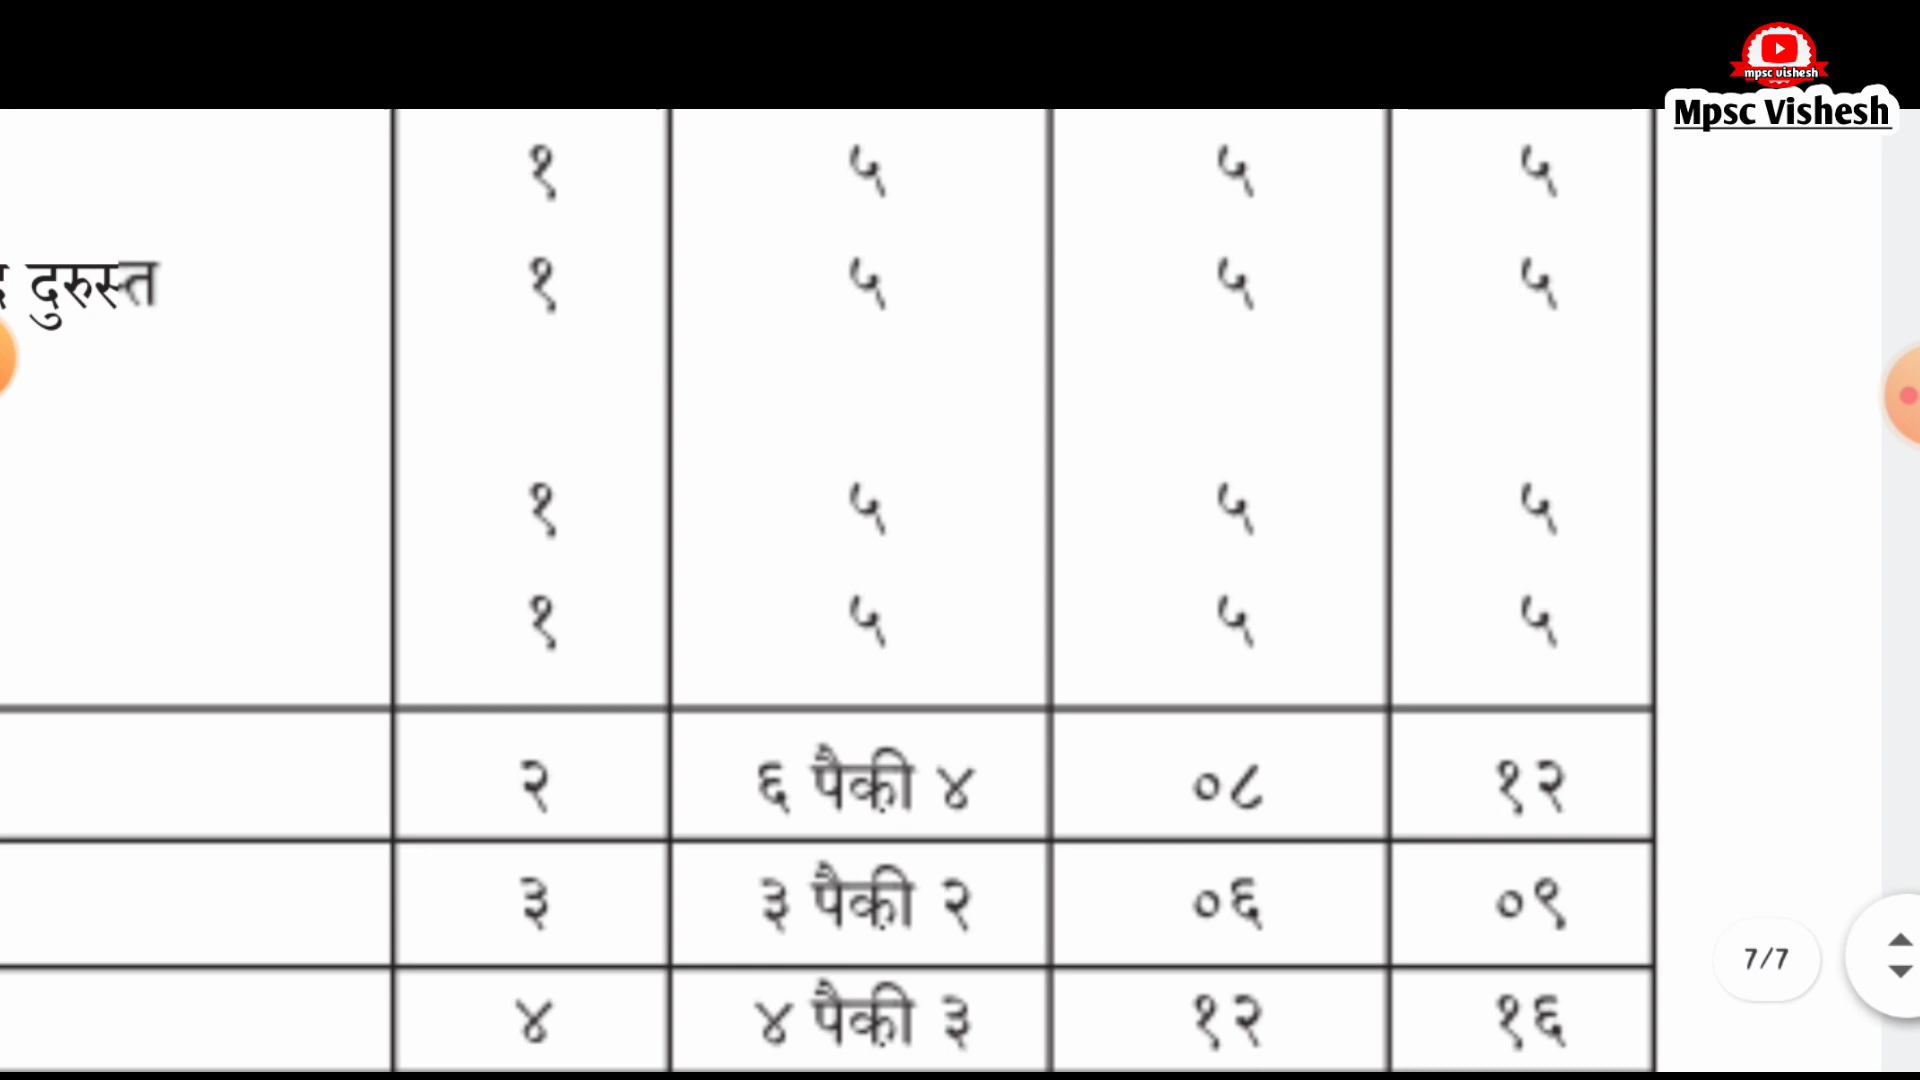 mpsc vishesh
Mpsc Vishesh
१ ५ ५ ५
दुरुस्त १ ५ ५ ५
१ ५ ५ ५
१ ५ ५ ५
२ ६ पैकी ४ ०८ १२
३ ३ पैकी २ ०६ ०९
४ ४ पैकी ३ १२ १६
7/7